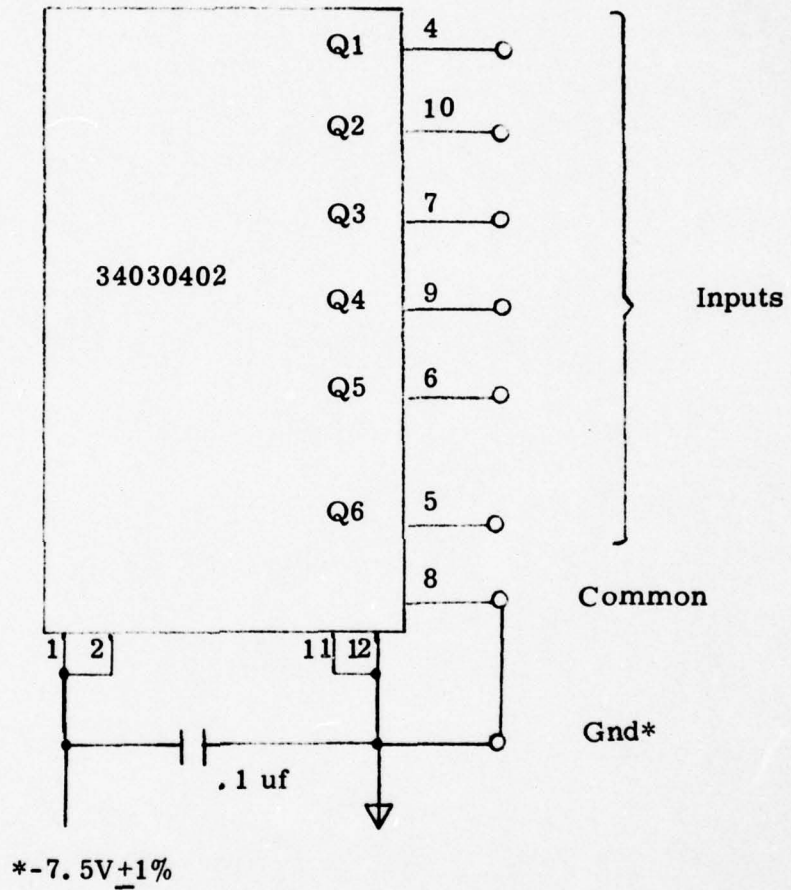 Q1 4
Q2 10
Q3 7
34030402
Q4 9
Inputs
Q5 6
Q6 5
8
Common
1 2 11 12
Gnd*
.1 uf
*-7.5V±1%